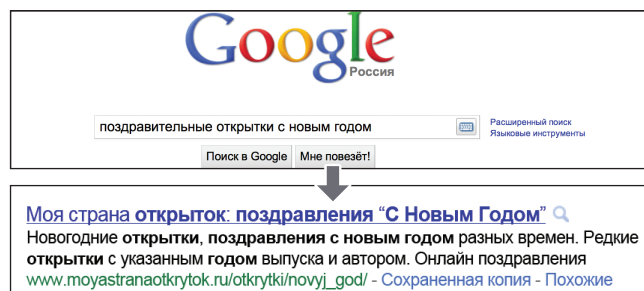 Google
Россия
поздравительные открытки с новым годом
Расширенный поиск
Языковые инструменты
Поиск в Google Мне повезёт!
Моя страна открыток: поздравления “С Новым Годом”
Новогодние открытки, поздравления с новым годом разных времен. Редкие
открытки с указанным годом выпуска и автором. Онлайн поздравления
www.moyastranaotkrytok.ru/otkrytki/novyj_god/ - Сохраненная копия - Похожие